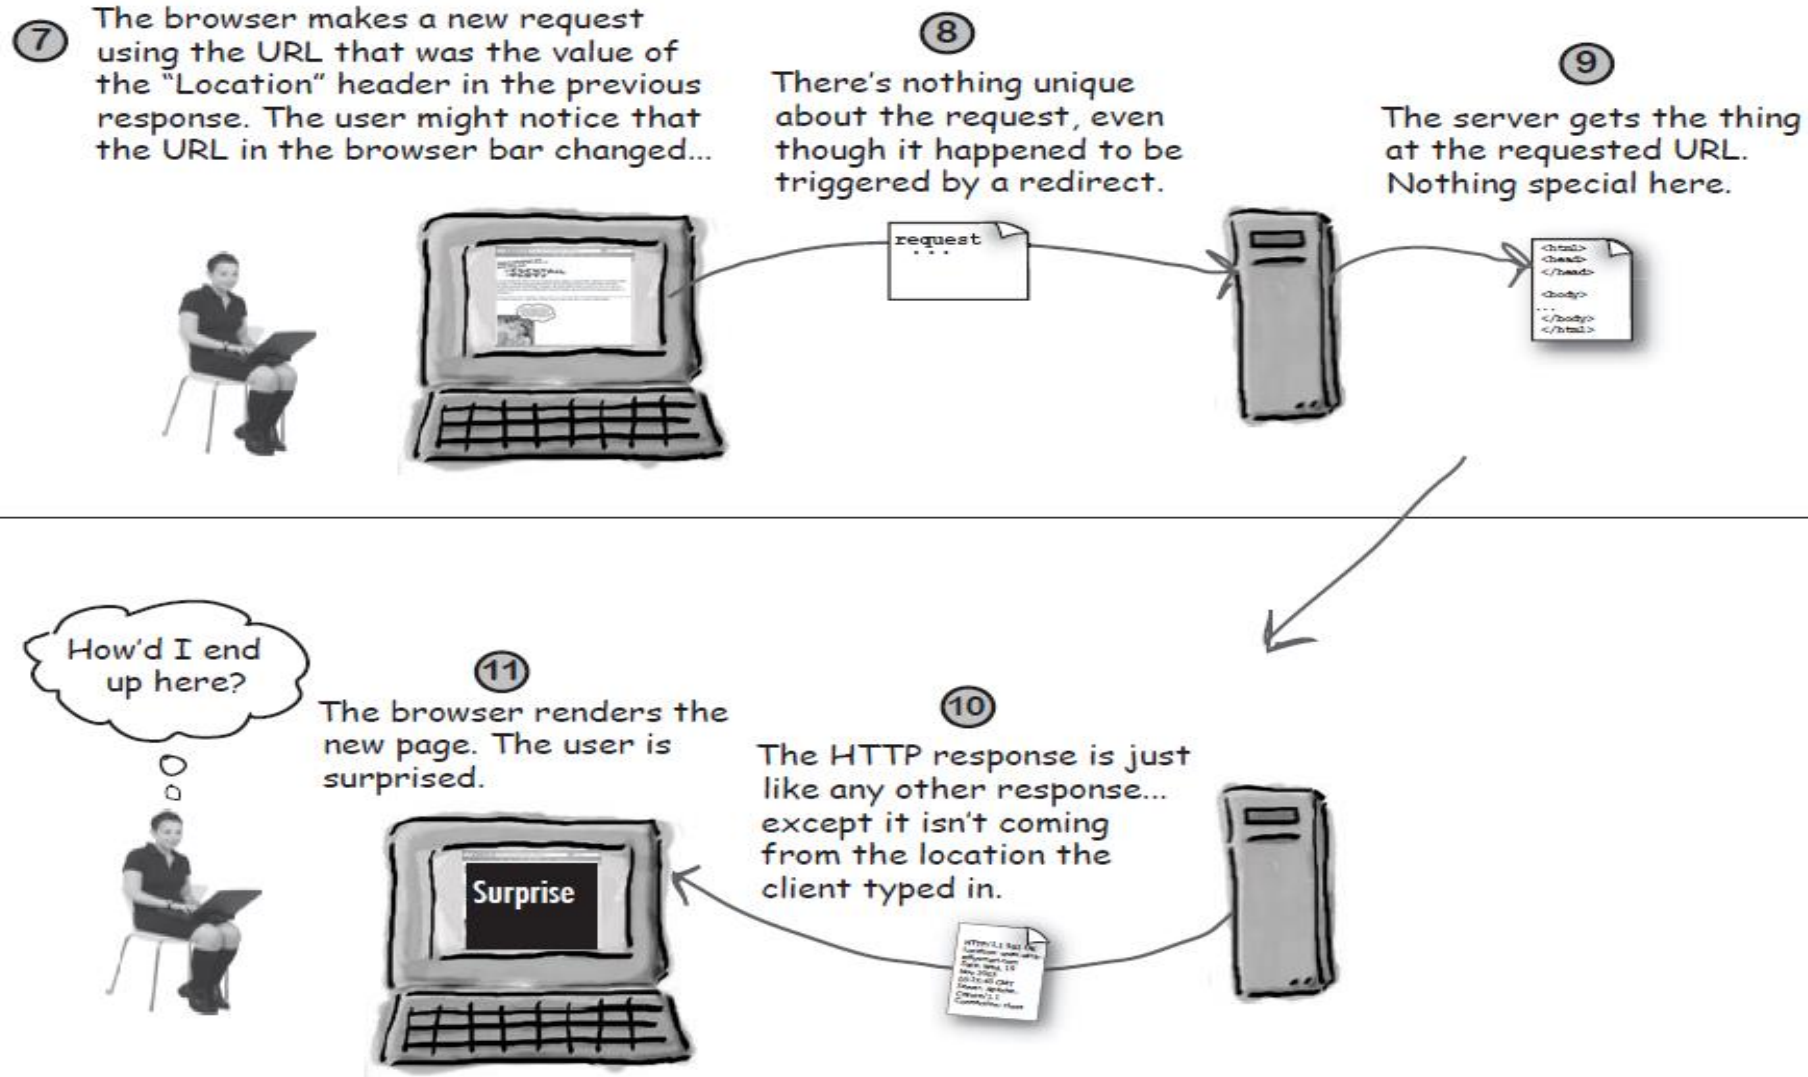 7
The browser makes a new request
using the URL that was the value of
the “Location” header in the previous
response. The user might notice that
the URL in the browser bar changed...
8
There’s nothing unique
about the request, even
though it happened to be
triggered by a redirect.
9
The server gets the thing
at the requested URL.
Nothing special here.
request
...
<html>
<head>
</head>
<body>
...
</body>
</html>
How’d I end
up here?
11
The browser renders the
new page. The user is
surprised.
Surprise
10
The HTTP response is just
like any other response...
except it isn’t coming
from the location the
client typed in.